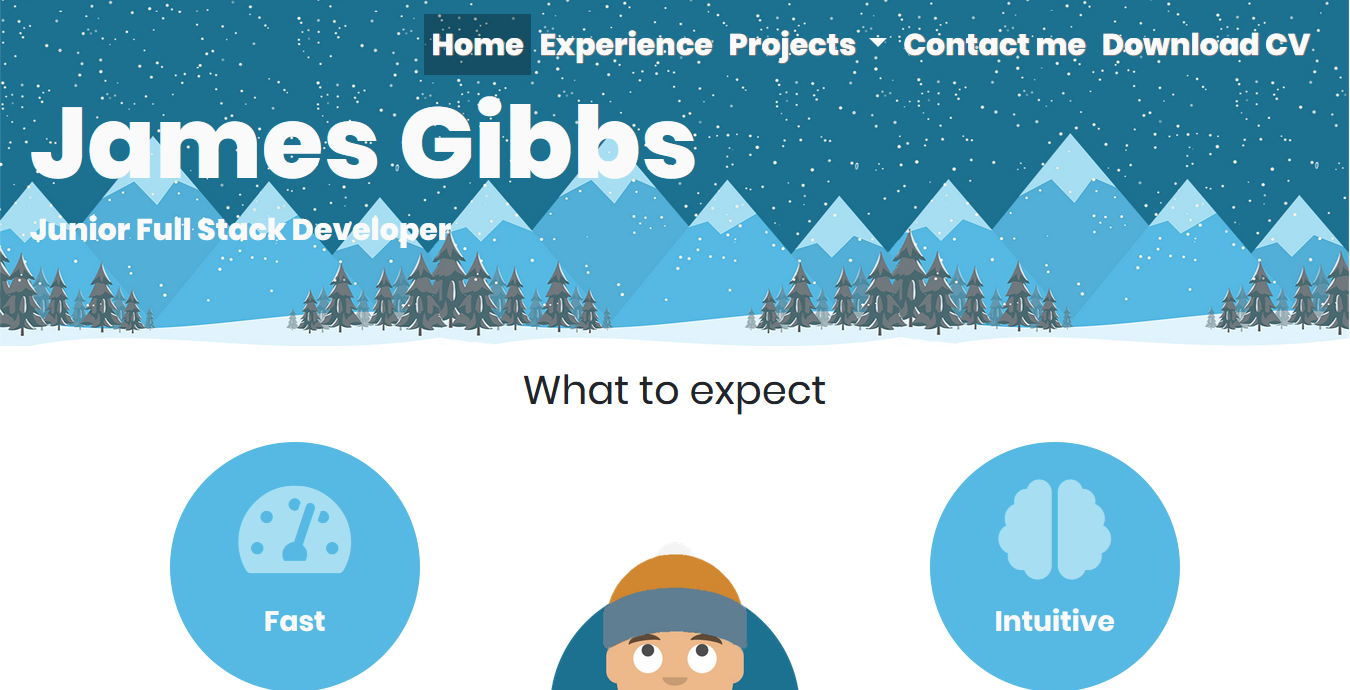 Home Experience Projects Contact me Download CV
James Gibbs
Junior Full Stack Developer
What to expect
Fast
Intuitive